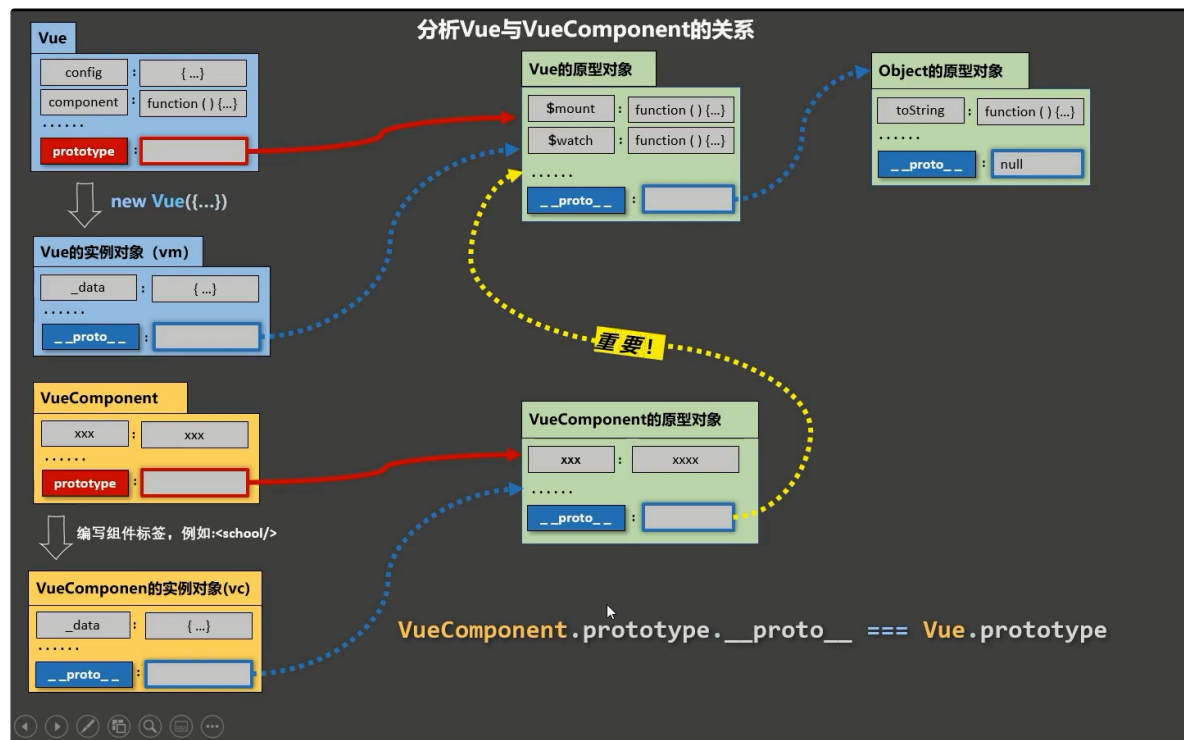 分析Vue与VueComponent的关系
Vue
config : {...}
component : function ( ) {...}
......
prototype :
new Vue({...})
Vue的实例对象（vm）
_data : {...}
......
__proto__ :
VueComponent
xxx : xxx
......
prototype :
编写组件标签，例如:<school/>
VueComponen的实例对象(vc)
_data : {...}
......
__proto__ :
Vue的原型对象
$mount : function ( ) {...}
$watch : function ( ) {...}
......
__proto__ :
Object的原型对象
toString : function ( ) {...}
......
__proto__ : null
重要!
VueComponent的原型对象
xxx : xxxx
......
__proto__ :
VueComponent.prototype.__proto__ === Vue.prototype